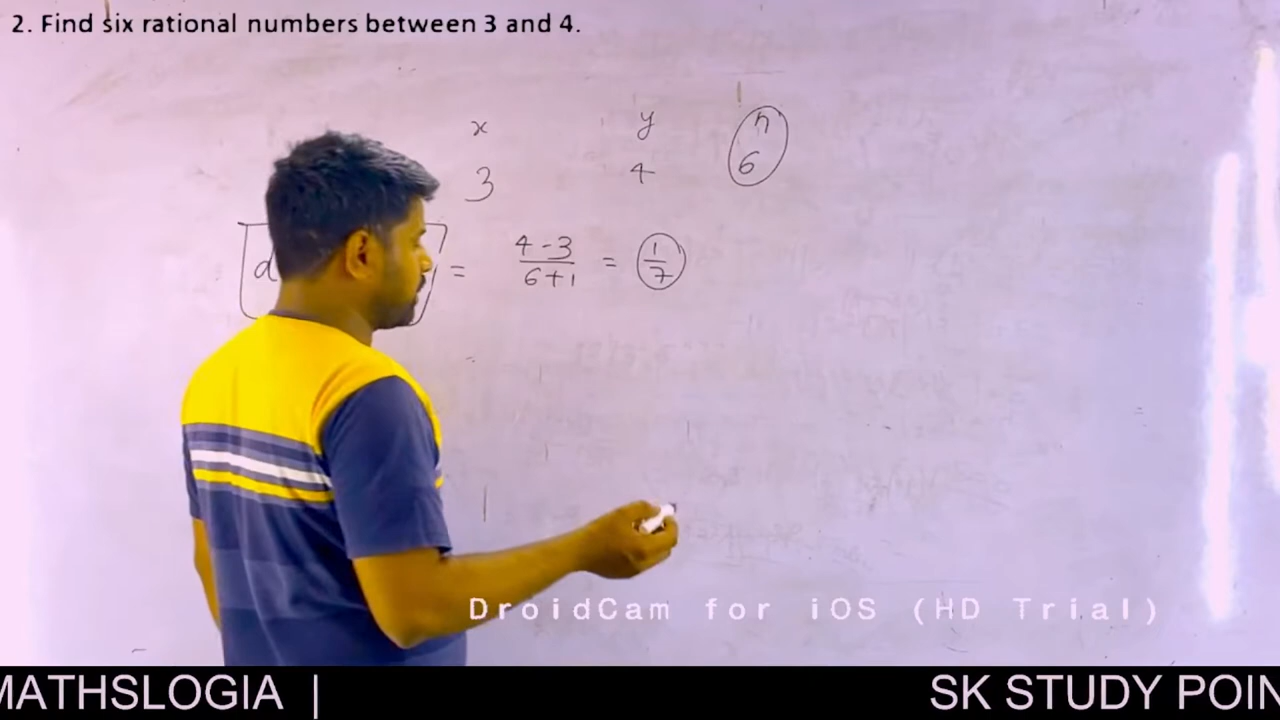 2. Find six rational numbers between 3 and 4.
x y n
3 4 6
d = 4-3/6+1 = 1/7
DroidCam for iOS (HD Trial)
MATHSLOGIA | SK STUDY POIN